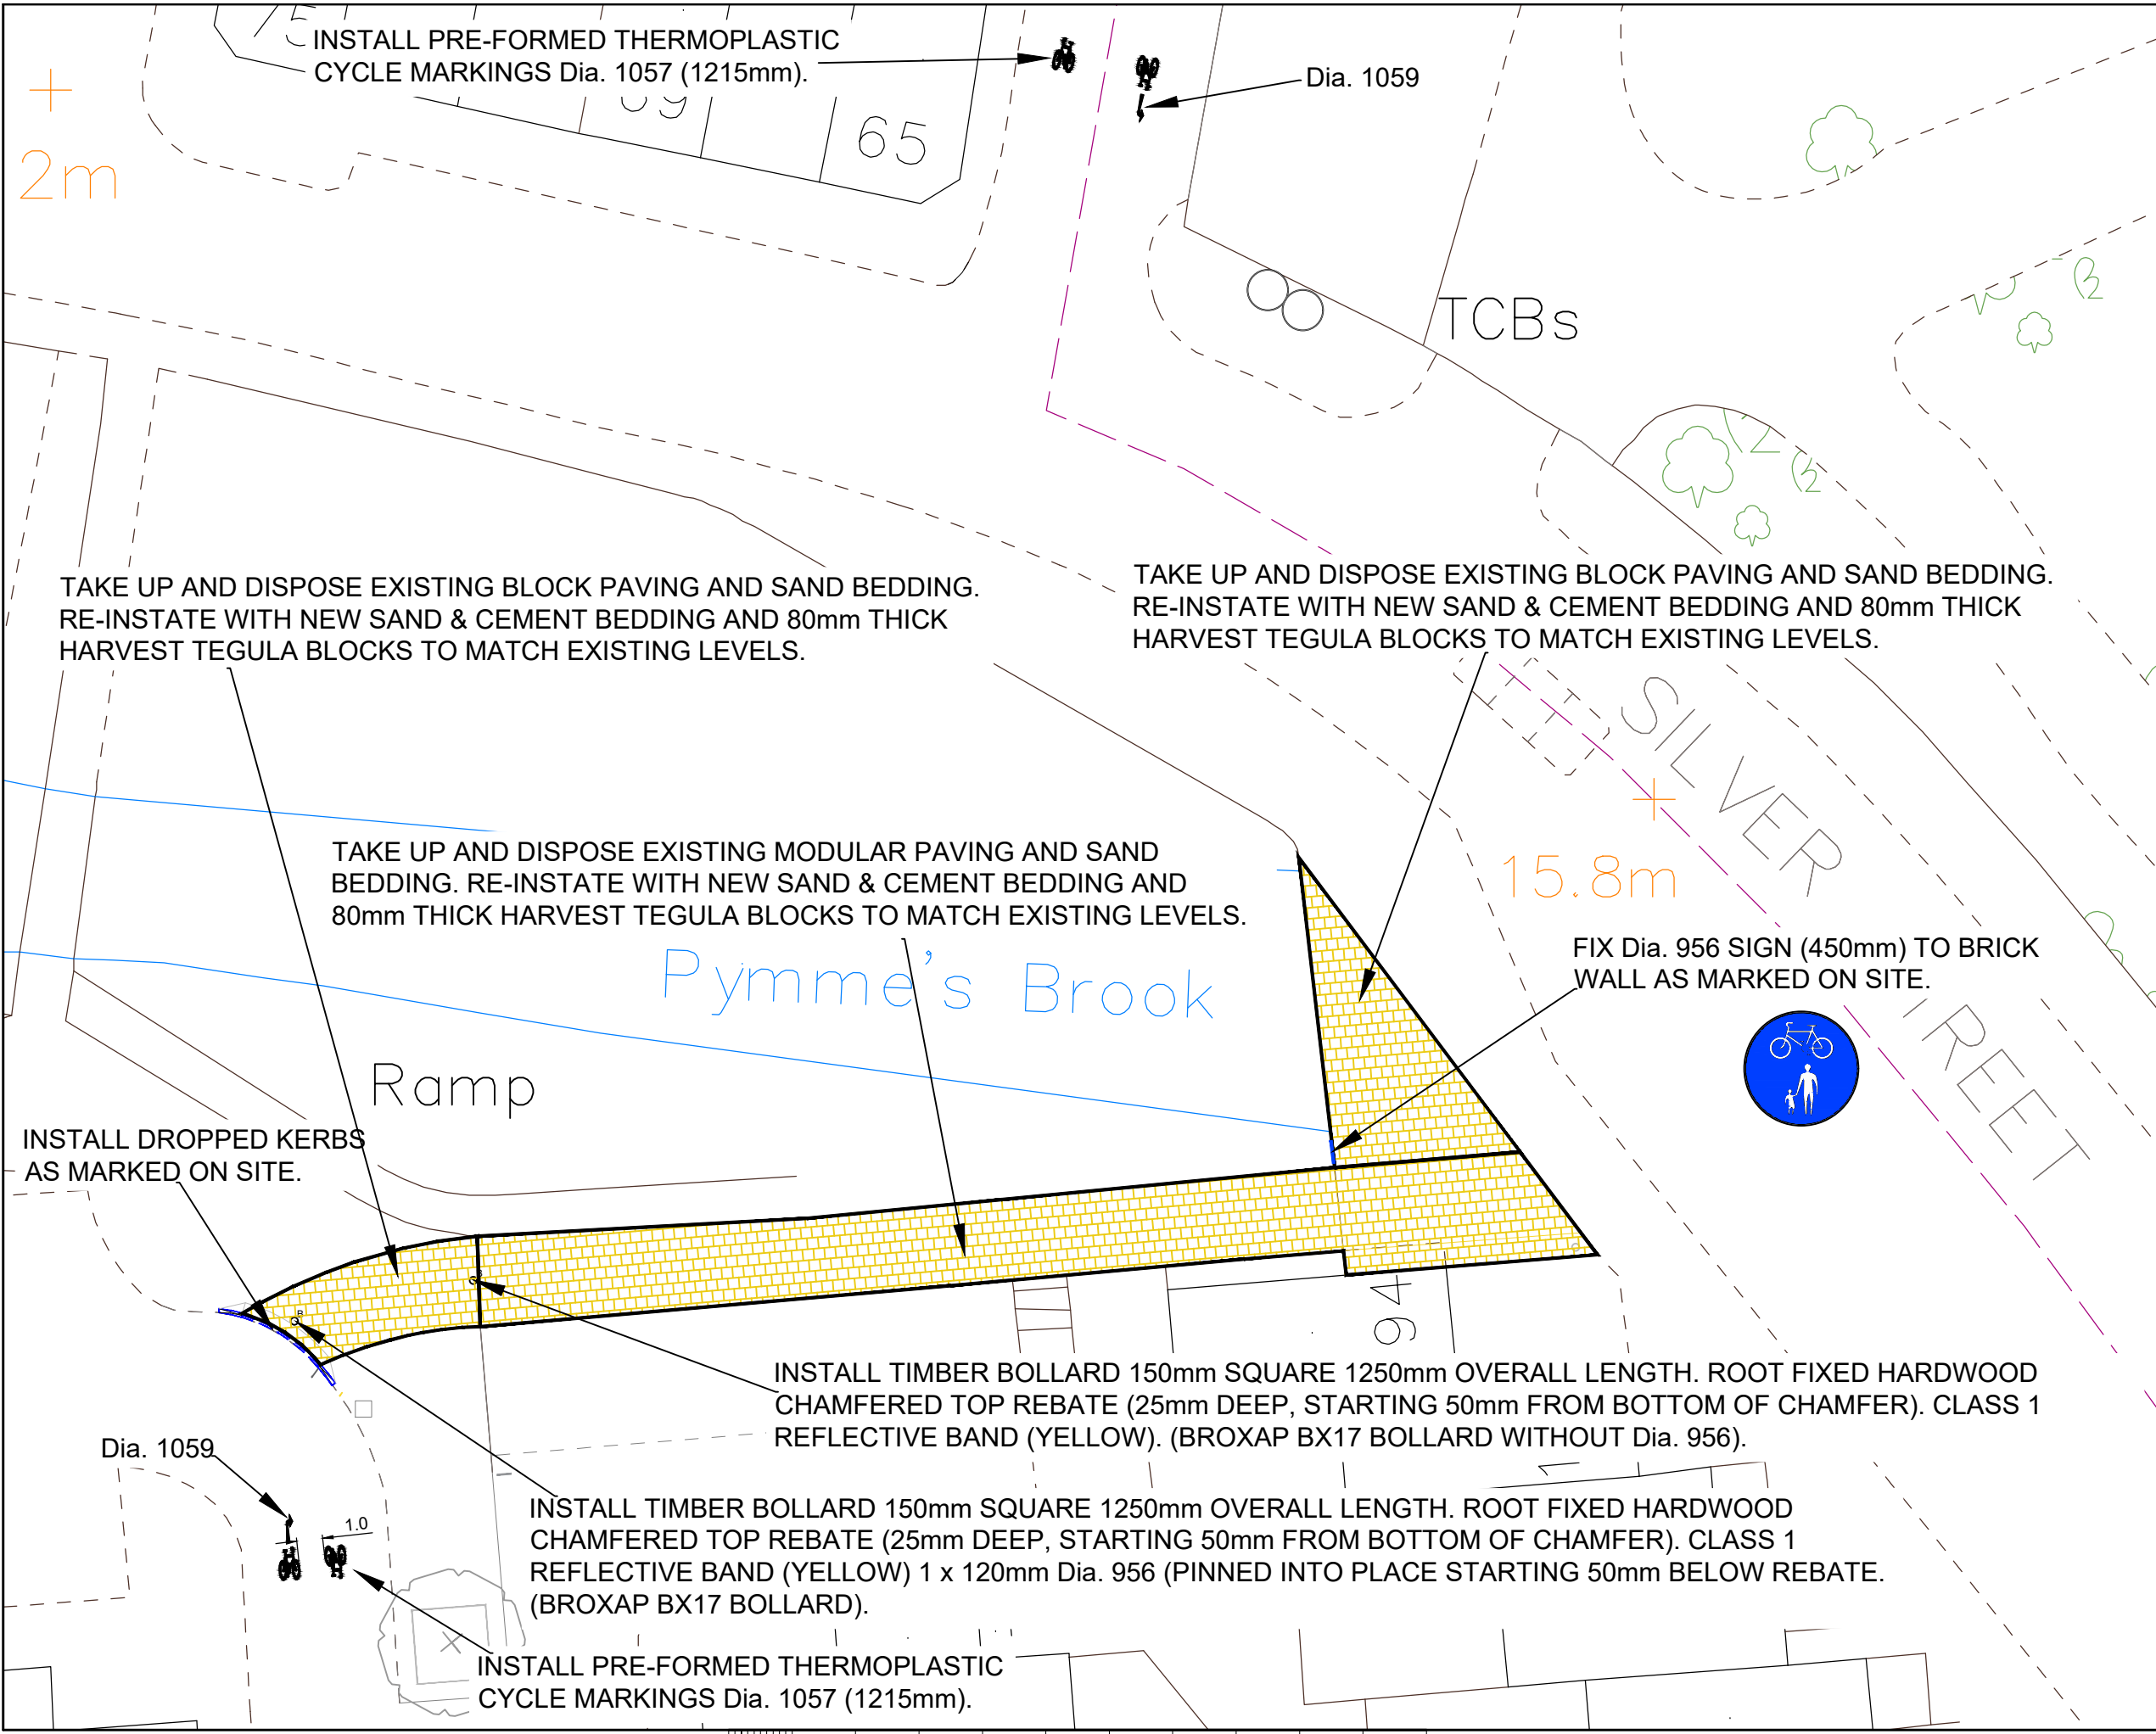 INSTALL PRE-FORMED THERMOPLASTIC
CYCLE MARKINGS Dia. 1057 (1215mm).
Dia. 1059
65
2m
TCBs
TAKE UP AND DISPOSE EXISTING BLOCK PAVING AND SAND BEDDING.
RE-INSTATE WITH NEW SAND & CEMENT BEDDING AND 80mm THICK
HARVEST TEGULA BLOCKS TO MATCH EXISTING LEVELS.
TAKE UP AND DISPOSE EXISTING BLOCK PAVING AND SAND BEDDING.
RE-INSTATE WITH NEW SAND & CEMENT BEDDING AND 80mm THICK
HARVEST TEGULA BLOCKS TO MATCH EXISTING LEVELS.
SILVER
TREET
TAKE UP AND DISPOSE EXISTING MODULAR PAVING AND SAND
BEDDING. RE-INSTATE WITH NEW SAND & CEMENT BEDDING AND
80mm THICK HARVEST TEGULA BLOCKS TO MATCH EXISTING LEVELS.
15.8m
Pymme's Brook
FIX Dia. 956 SIGN (450mm) TO BRICK
WALL AS MARKED ON SITE.
Ramp
INSTALL DROPPED KERBS
AS MARKED ON SITE.
B
INSTALL TIMBER BOLLARD 150mm SQUARE 1250mm OVERALL LENGTH. ROOT FIXED HARDWOOD
CHAMFERED TOP REBATE (25mm DEEP, STARTING 50mm FROM BOTTOM OF CHAMFER). CLASS 1
REFLECTIVE BAND (YELLOW). (BROXAP BX17 BOLLARD WITHOUT Dia. 956).
Dia. 1059
1.0
INSTALL TIMBER BOLLARD 150mm SQUARE 1250mm OVERALL LENGTH. ROOT FIXED HARDWOOD
CHAMFERED TOP REBATE (25mm DEEP, STARTING 50mm FROM BOTTOM OF CHAMFER). CLASS 1
REFLECTIVE BAND (YELLOW) 1 x 120mm Dia. 956 (PINNED INTO PLACE STARTING 50mm BELOW REBATE.
(BROXAP BX17 BOLLARD).
INSTALL PRE-FORMED THERMOPLASTIC
CYCLE MARKINGS Dia. 1057 (1215mm).